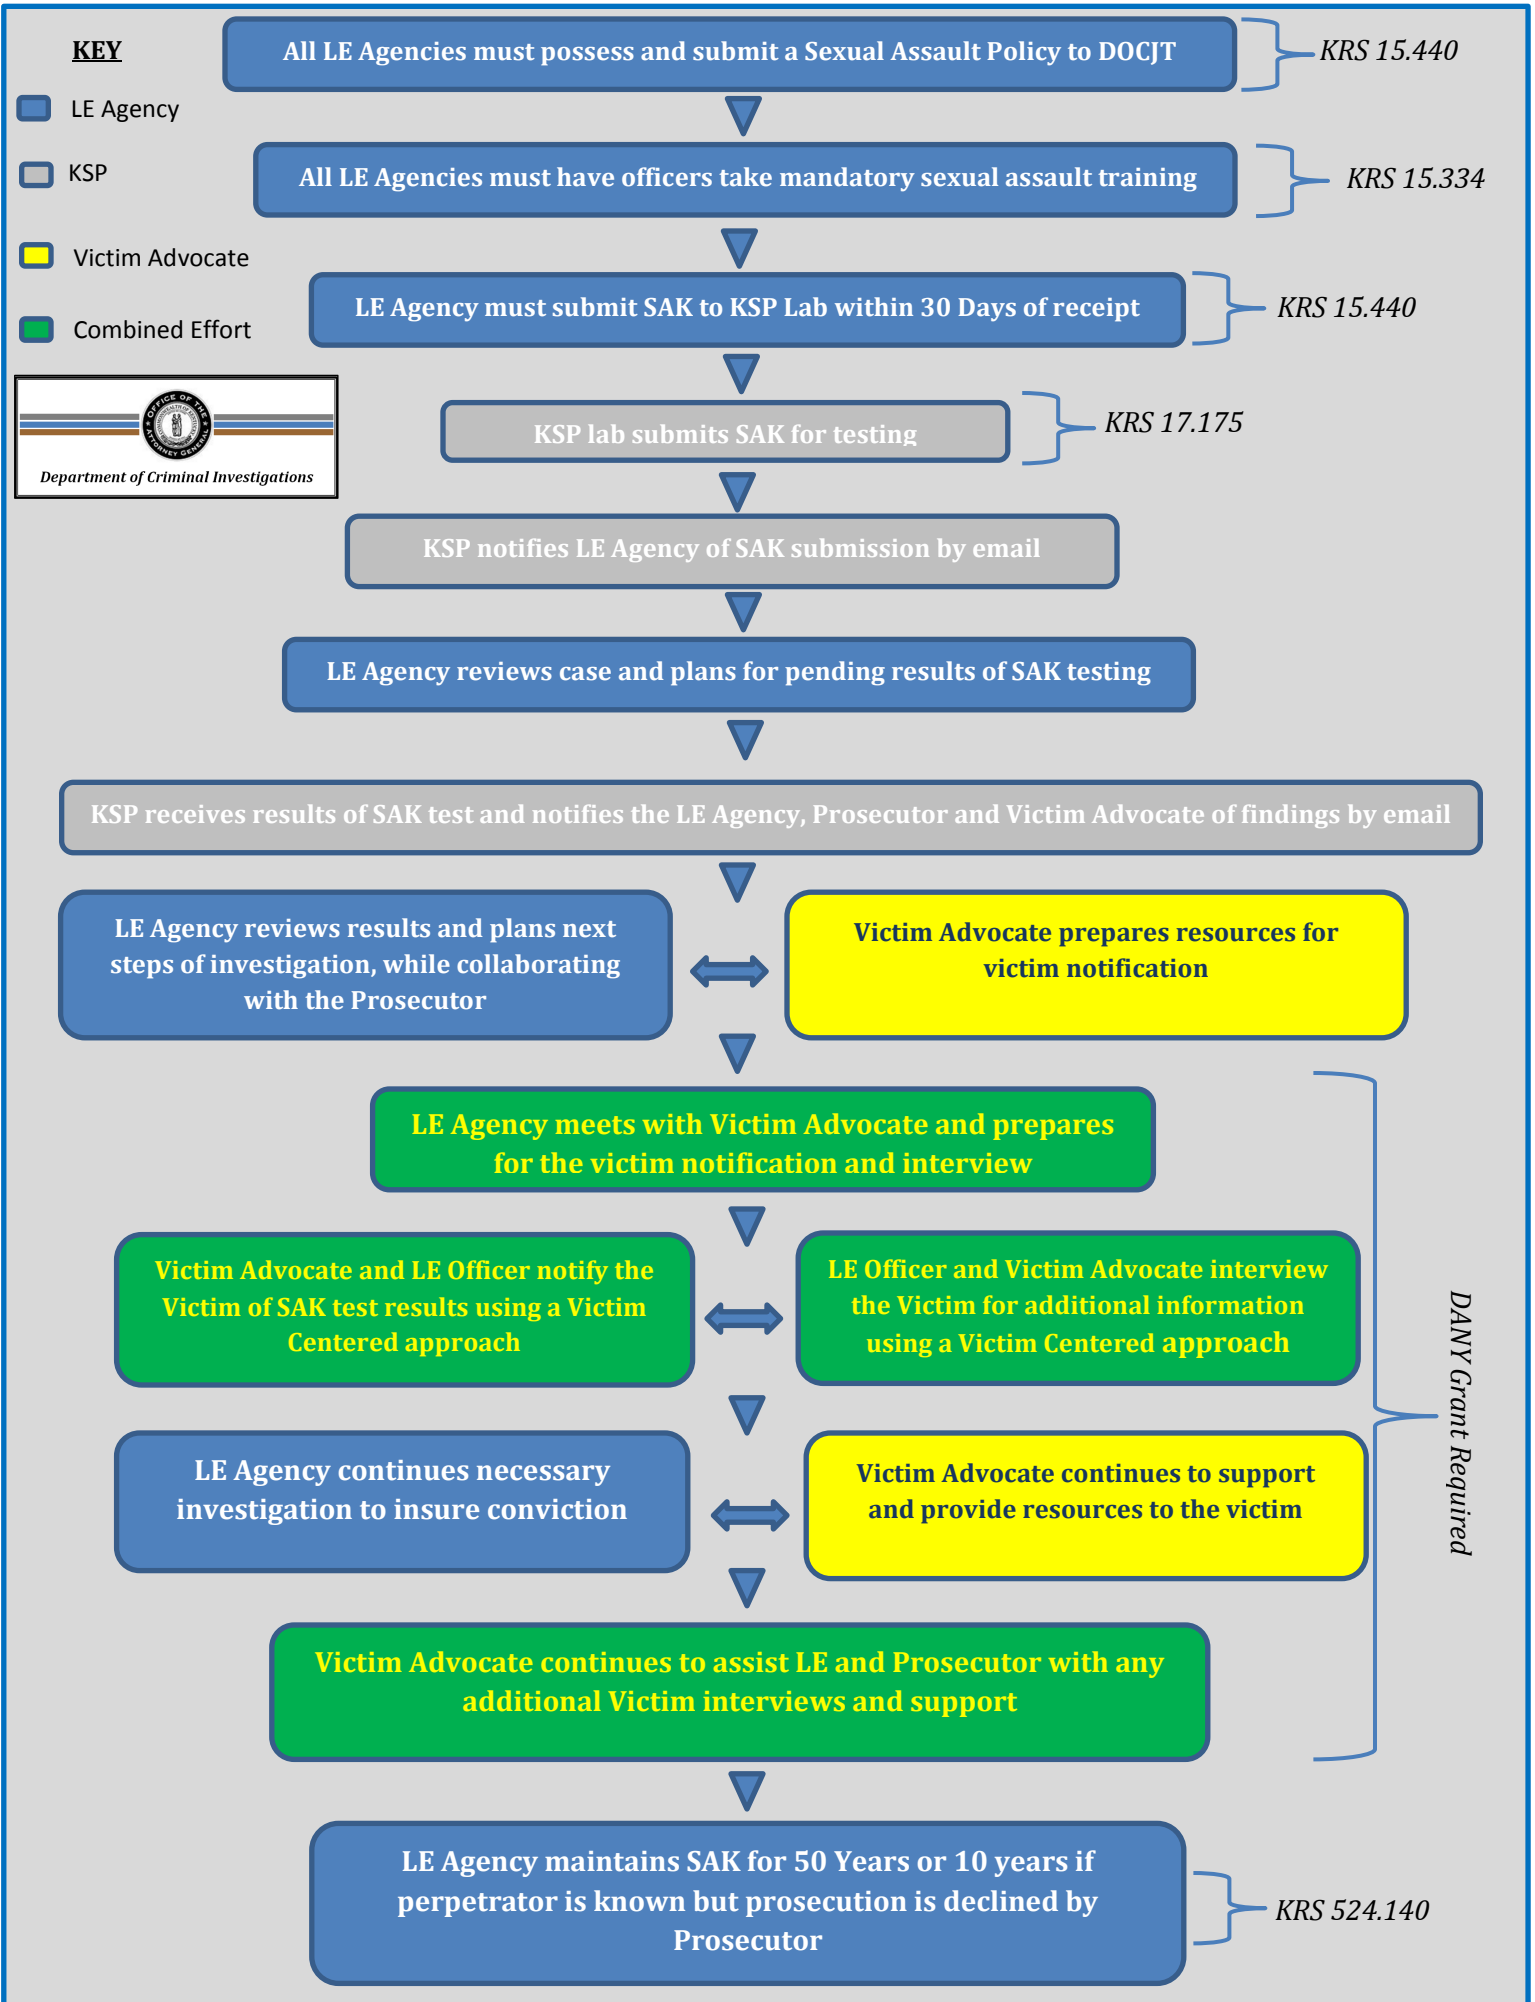 KEY
LE Agency
KSP
Victim Advocate
Combined Effort
All LE Agencies must possess and submit a Sexual Assault Policy to DOCJT
KRS 15.440
All LE Agencies must have officers take mandatory sexual assault training
KRS 15.334
LE Agency must submit SAK to KSP Lab within 30 Days of receipt
KRS 15.440
OFFICE OF THE
COMMONWEALTH OF KENTUCKY
ATTORNEY GENERAL
Department of Criminal Investigations
KSP lab submits SAK for testing
KRS 17.175
KSP notifies LE Agency of SAK submission by email
LE Agency reviews case and plans for pending results of SAK testing
KSP receives results of SAK test and notifies the LE Agency, Prosecutor and Victim Advocate of findings by email
LE Agency reviews results and plans next
steps of investigation, while collaborating
with the Prosecutor
Victim Advocate prepares resources for
victim notification
LE Agency meets with Victim Advocate and prepares
for the victim notification and interview
Victim Advocate and LE Officer notify the
Victim of SAK test results using a Victim
Centered approach
LE Officer and Victim Advocate interview
the Victim for additional information
using a Victim Centered approach
LE Agency continues necessary
investigation to insure conviction
Victim Advocate continues to support
and provide resources to the victim
Victim Advocate continues to assist LE and Prosecutor with any
additional Victim interviews and support
DANY Grant Required
LE Agency maintains SAK for 50 Years or 10 years if
perpetrator is known but prosecution is declined by
Prosecutor
KRS 524.140